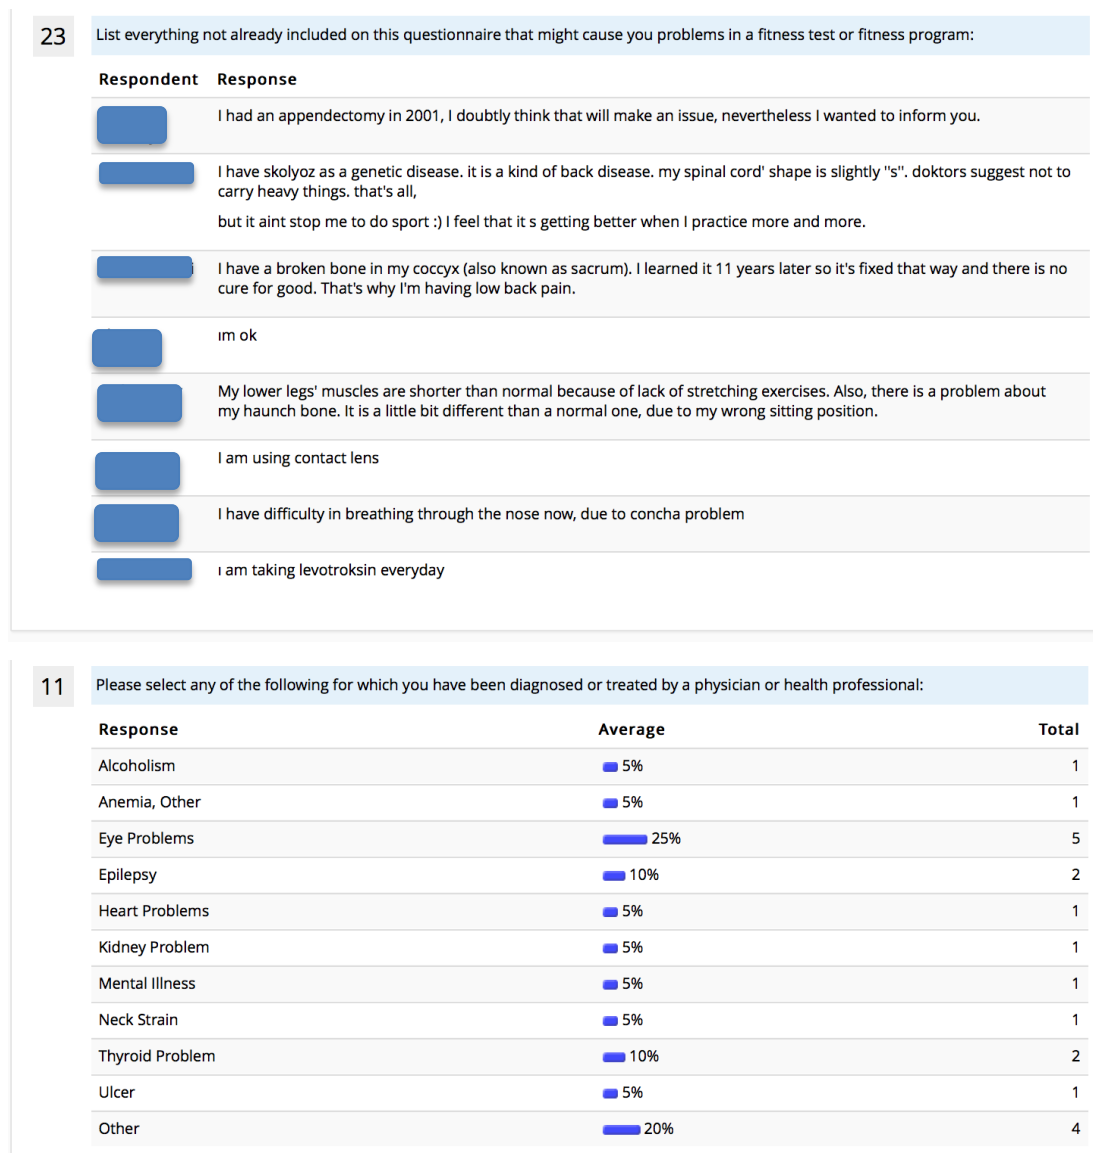 23
List everything not already included on this questionnaire that might cause you problems in a fitness test or fitness program:
Respondent Response
I had an appendectomy in 2001, I doubtly think that will make an issue, nevertheless I wanted to inform you.
I have skolyoz as a genetic disease. it is a kind of back disease. my spinal cord' shape is slightly "s". doktors suggest not to
carry heavy things. that's all,
but it aint stop me to do sport :) I feel that it s getting better when I practice more and more.
I have a broken bone in my coccyx (also known as sacrum). I learned it 11 years later so it's fixed that way and there is no
cure for good. That's why I'm having low back pain.
ım ok
My lower legs' muscles are shorter than normal because of lack of stretching exercises. Also, there is a problem about
my haunch bone. It is a little bit different than a normal one, due to my wrong sitting position.
I am using contact lens
I have difficulty in breathing through the nose now, due to concha problem
ı am taking levotroksin everyday
11
Please select any of the following for which you have been diagnosed or treated by a physician or health professional:
Response Average Total
Alcoholism 5% 1
Anemia, Other 5% 1
Eye Problems 25% 5
Epilepsy 10% 2
Heart Problems 5% 1
Kidney Problem 5% 1
Mental Illness 5% 1
Neck Strain 5% 1
Thyroid Problem 10% 2
Ulcer 5% 1
Other 20% 4